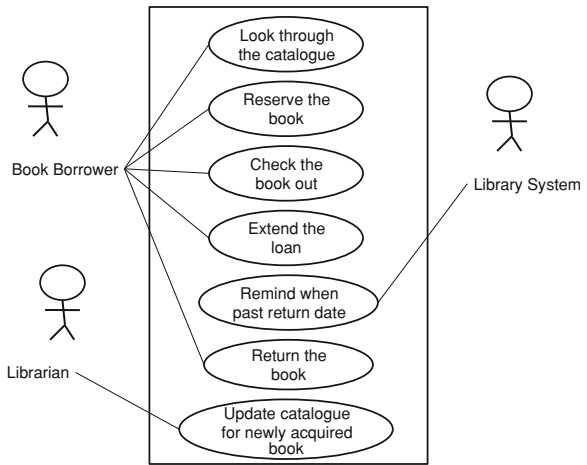 Look through
the catalogue
Reserve the
book
Book Borrower
Check the
book out
Library System
Extend the
loan
Remind when
past return date
Librarian
Return the
book
Update catalogue
for newly acquired
book